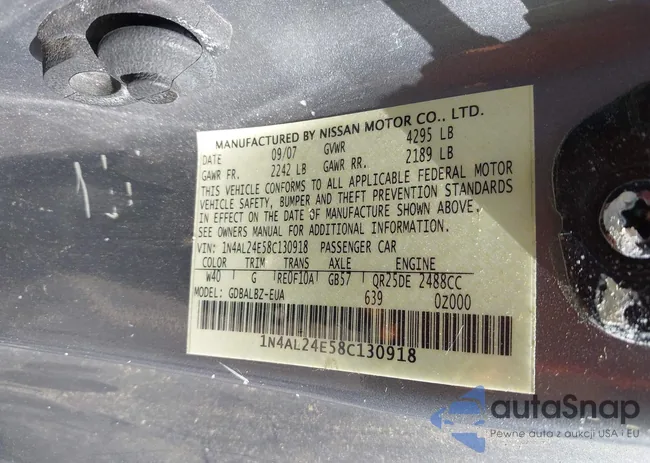 MANUFACTURED BY NISSAN MOTOR CO., LTD.
DATE 09/07 GVWR 4295 LB
GAWR FR. 2242 LB GAWR RR. 2189 LB
THIS VEHICLE CONFORMS TO ALL APPLICABLE FEDERAL MOTOR
VEHICLE SAFETY, BUMPER AND THEFT PREVENTION STANDARDS
IN EFFECT ON THE DATE OF MANUFACTURE SHOWN ABOVE.
SEE OWNERS MANUAL FOR ADDITIONAL INFORMATION.
VIN: 1N4AL24E58C130918 PASSENGER CAR
COLOR TRIM TRANS AXLE ENGINE
W40 G RE0F10A GB57 QR25DE 2488CC
MODEL: GDBALBZ-EUA 639 0Z000
1N4AL24E58C130918
autoSnap
Pewne auta z aukcji USA i EU